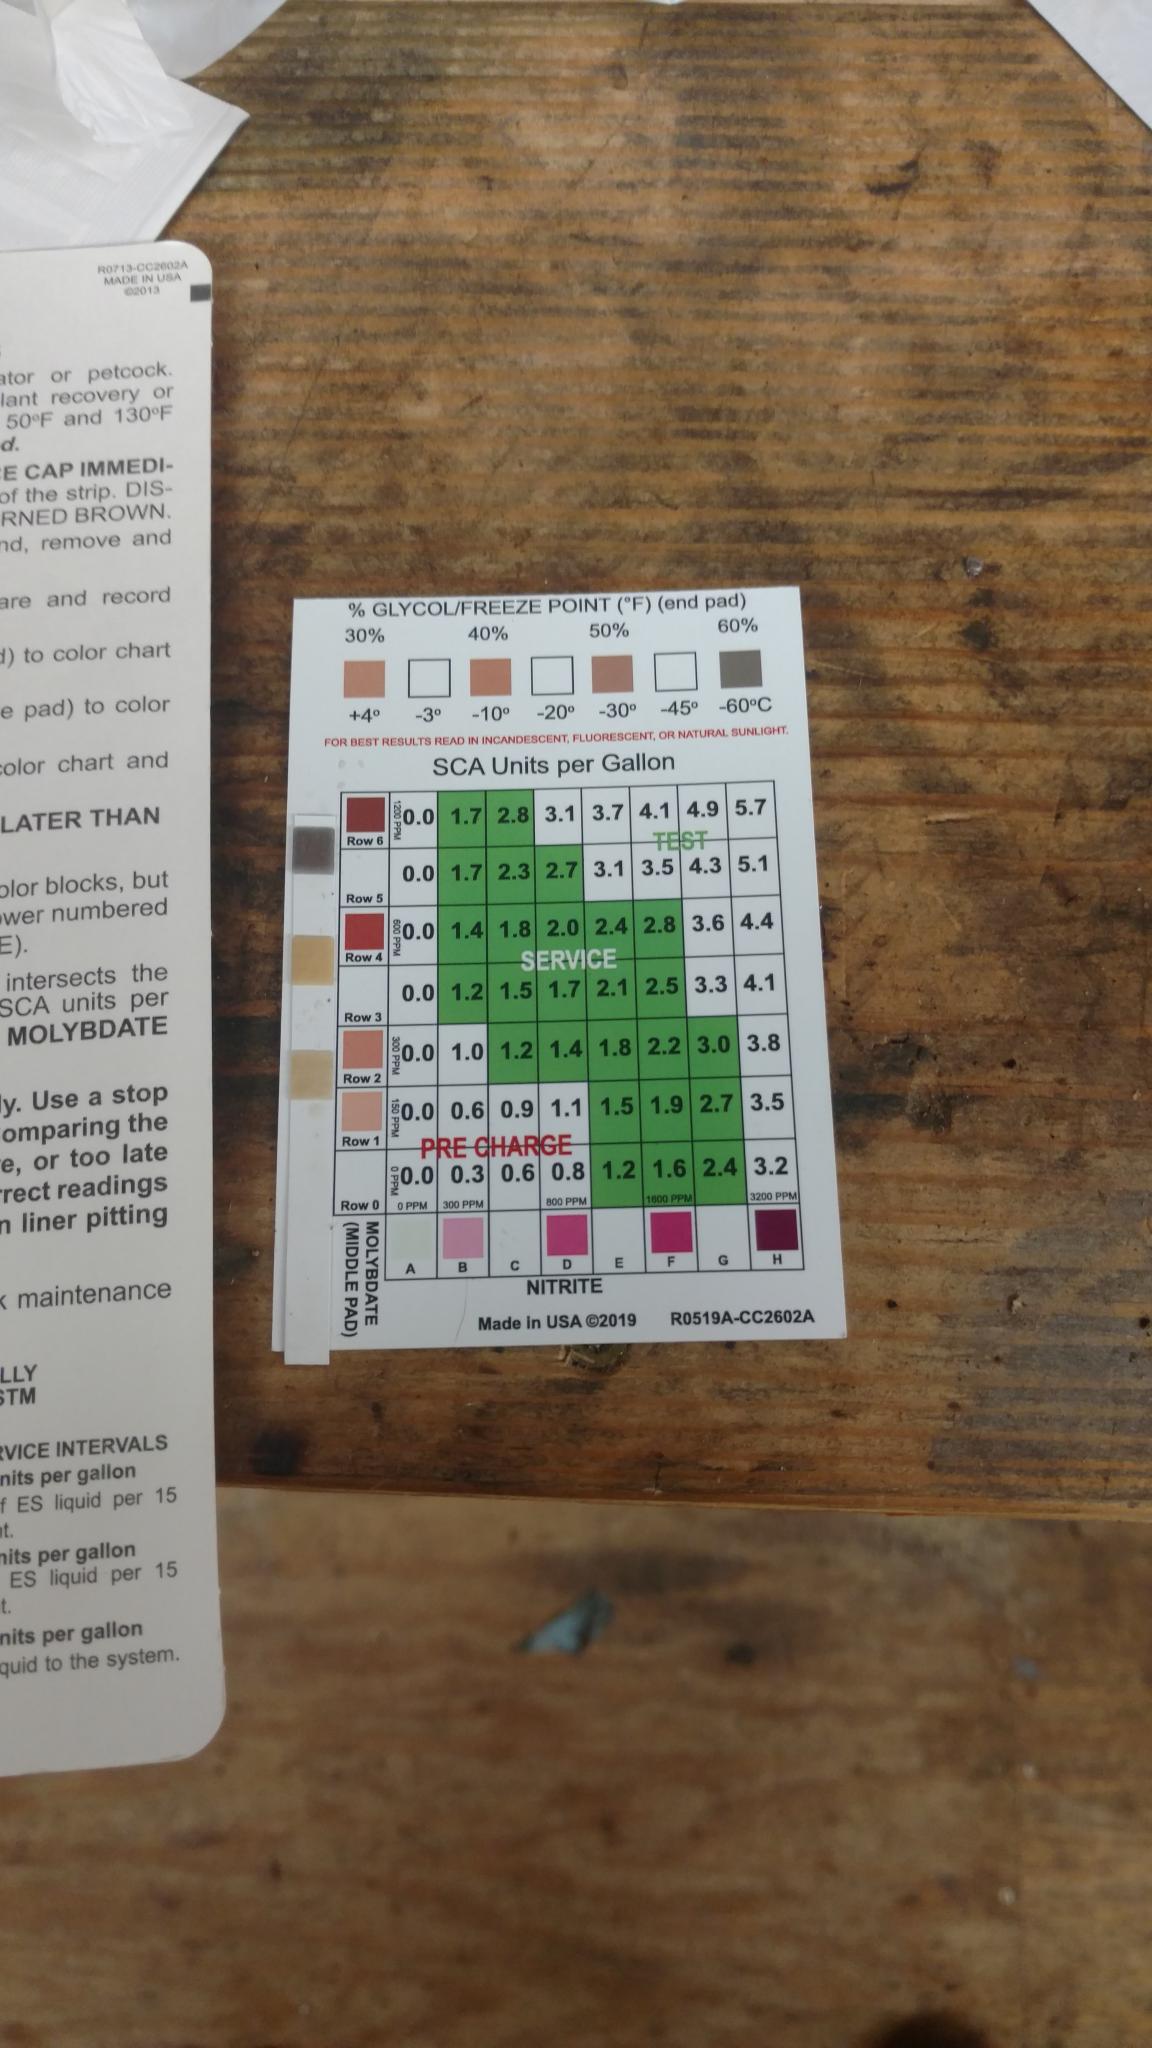 R0713-CC2602A
MADE IN USA
©2013
ator or petcock.
lant recovery or
50ºF and 130ºF
d.
E CAP IMMEDI-
of the strip. DIS-
RNED BROWN.
nd, remove and
are and record
d) to color chart
e pad) to color
color chart and
LATER THAN
olor blocks, but
ower numbered
E).
intersects the
SCA units per
MOLYBDATE
ly. Use a stop
omparing the
re, or too late
rrect readings
n liner pitting
k maintenance
LLY
STM
RVICE INTERVALS
nits per gallon
f ES liquid per 15
nt.
nits per gallon
ES liquid per 15
t.
nits per gallon
quid to the system.
% GLYCOL/FREEZE POINT (ºF) (end pad)
30% 40% 50% 60%
+4º -3º -10º -20º -30º -45º -60ºC
FOR BEST RESULTS READ IN INCANDESCENT, FLUORESCENT, OR NATURAL SUNLIGHT.
SCA Units per Gallon
Row 6 1200 PPM 0.0 1.7 2.8 3.1 3.7 4.1 4.9 5.7
TEST
Row 5 0.0 1.7 2.3 2.7 3.1 3.5 4.3 5.1
Row 4 600 PPM 0.0 1.4 1.8 2.0 2.4 2.8 3.6 4.4
SERVICE
Row 3 0.0 1.2 1.5 1.7 2.1 2.5 3.3 4.1
Row 2 300 PPM 0.0 1.0 1.2 1.4 1.8 2.2 3.0 3.8
Row 1 150 PPM 0.0 0.6 0.9 1.1 1.5 1.9 2.7 3.5
PRE CHARGE
Row 0 0 PPM 0.0 0.3 0.6 0.8 1.2 1.6 2.4 3.2
0 PPM 300 PPM 800 PPM 1600 PPM 3200 PPM
A B C D E F G H
MOLYBDATE
(MIDDLE PAD)
NITRITE
Made in USA ©2019 R0519A-CC2602A